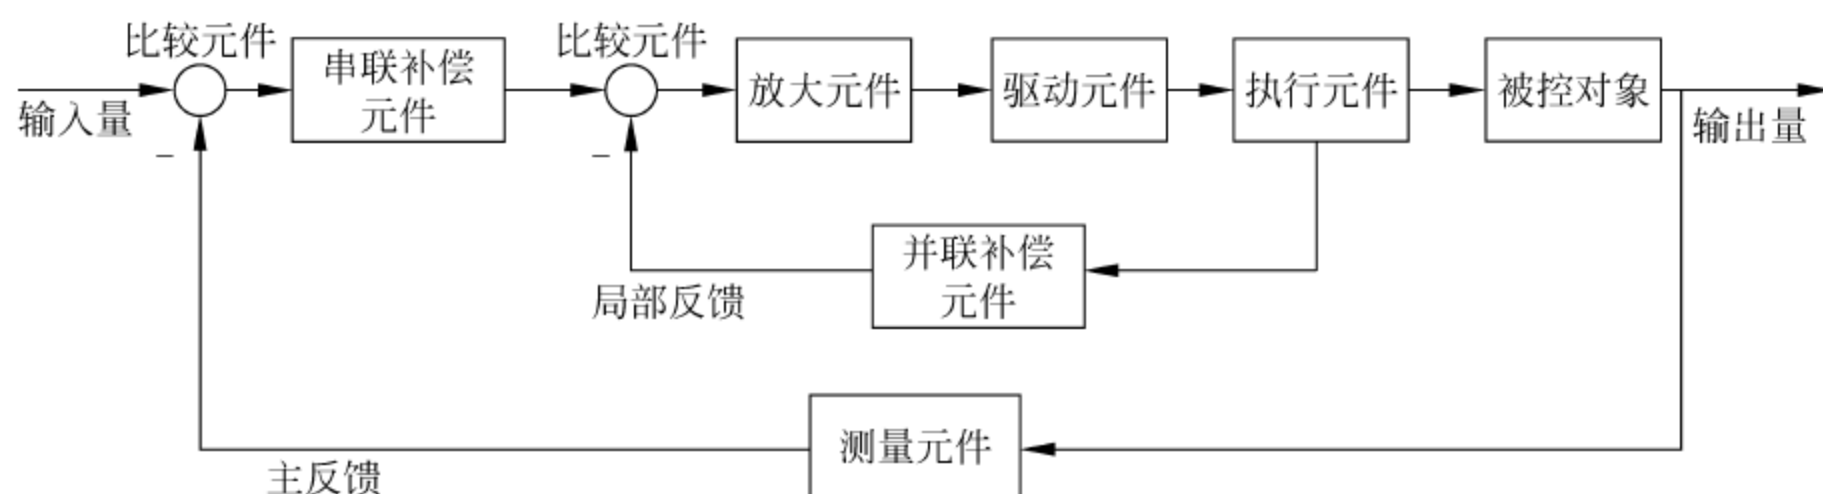 比较元件
比较元件
串联补偿
元件
放大元件
驱动元件
执行元件
被控对象
输入量
输出量
−
−
并联补偿
元件
局部反馈
测量元件
主反馈